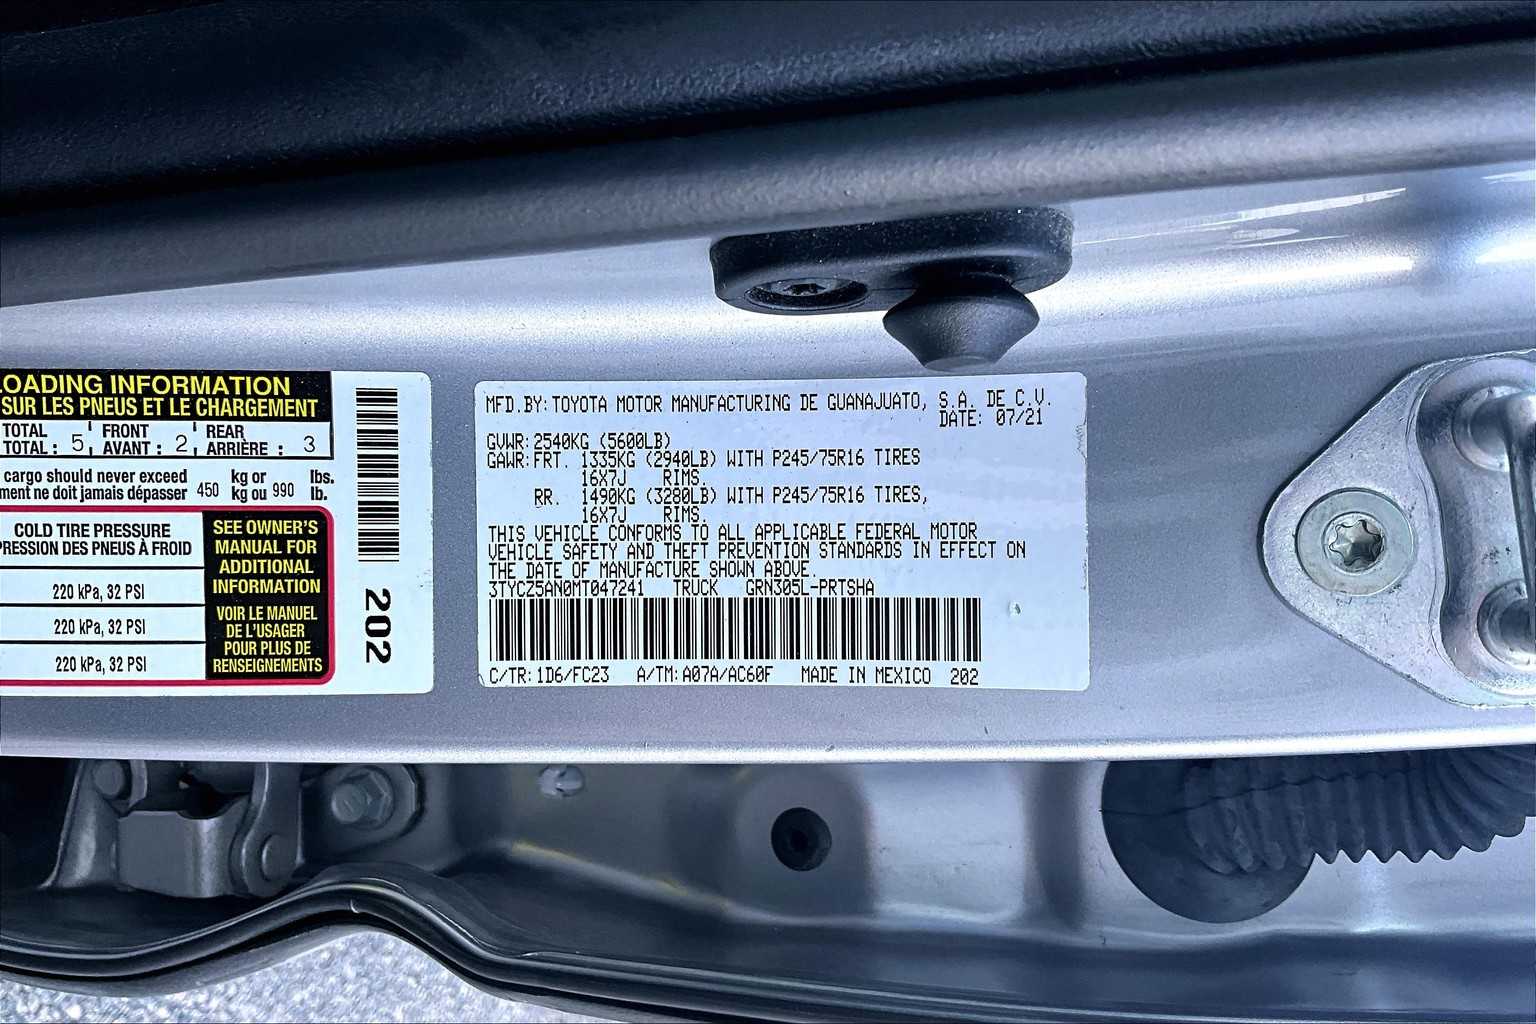 LOADING INFORMATION
SUR LES PNEUS ET LE CHARGEMENT
TOTAL FRONT REAR
TOTAL : 5 AVANT : 2 ARRIÈRE : 3
cargo should never exceed kg or lbs.
ne doit jamais dépasser 450 kg ou 990 lb.
COLD TIRE PRESSURE
PRESSION DES PNEUS À FROID
220 kPa, 32 PSI
220 kPa, 32 PSI
220 kPa, 32 PSI
SEE OWNER'S
MANUAL FOR
ADDITIONAL
INFORMATION
VOIR LE MANUEL
DE L'USAGER
POUR PLUS DE
RENSEIGNEMENTS
202
MFD.BY:TOYOTA MOTOR MANUFACTURING DE GUANAJUATO, S.A. DE C.V.
DATE: 07/21
GVWR:2540KG (5600LB)
GAWR:FRT. 1335KG (2940LB) WITH P245/75R16 TIRES
16X7J RIMS.
RR. 1490KG (3280LB) WITH P245/75R16 TIRES,
16X7J RIMS.
THIS VEHICLE CONFORMS TO ALL APPLICABLE FEDERAL MOTOR
VEHICLE SAFETY AND THEFT PREVENTION STANDARDS IN EFFECT ON
THE DATE OF MANUFACTURE SHOWN ABOVE.
3TYCZ5AN0MT047241 TRUCK GRN305L-PRTSHA
C/TR:1D6/FC23 A/TM:A07A/AC60F MADE IN MEXICO 202